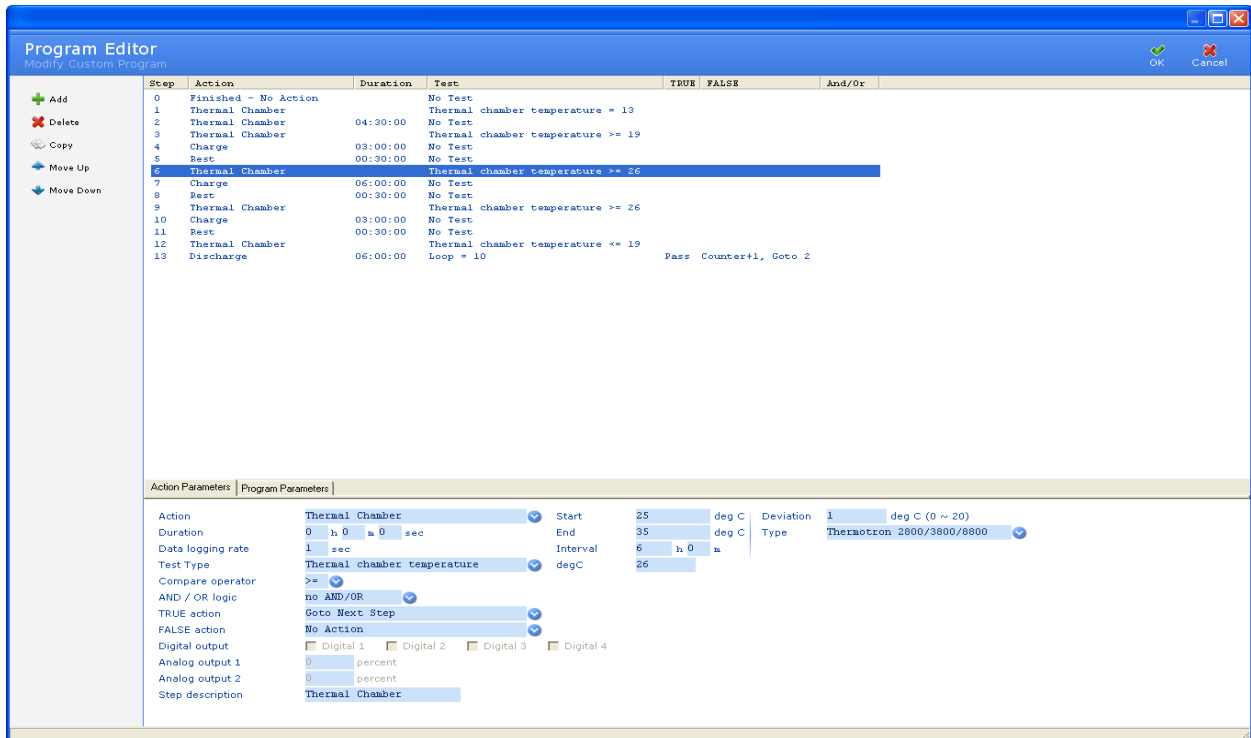 Program Editor
Modify Custom Program
OK Cancel
Add
Delete
Copy
Move Up
Move Down
Step Action Duration Test TRUE FALSE And/Or
0 Finished - No Action No Test
1 Thermal Chamber Thermal chamber temperature = 13
2 Thermal Chamber 04:30:00 No Test
3 Thermal Chamber Thermal chamber temperature >= 19
4 Charge 03:00:00 No Test
5 Rest 00:30:00 No Test
6 Thermal Chamber Thermal chamber temperature >= 26
7 Charge 06:00:00 No Test
8 Rest 00:30:00 No Test
9 Thermal Chamber Thermal chamber temperature >= 26
10 Charge 03:00:00 No Test
11 Rest 00:30:00 No Test
12 Thermal Chamber Thermal chamber temperature <= 19
13 Discharge 06:00:00 Loop = 10 Pass Counter+1, Goto 2
Action Parameters Program Parameters
Action Thermal Chamber Start 25 deg C Deviation 1 deg C (0 ~ 20)
Duration 0 h 0 m 0 sec End 35 deg C Type Thermotron 2800/3800/8800
Data logging rate 1 sec Interval 6 h 0 m
Test Type Thermal chamber temperature degC 26
Compare operator >=
AND / OR logic no AND/OR
TRUE action Goto Next Step
FALSE action No Action
Digital output Digital 1 Digital 2 Digital 3 Digital 4
Analog output 1 0 percent
Analog output 2 0 percent
Step description Thermal Chamber